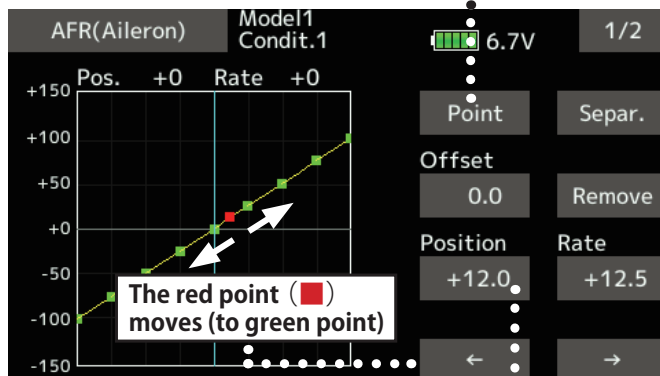 AFR(Aileron)
Model1
Condit.1
6.7V
1/2
Pos. +0 Rate +0
+150
+100
+50
+0
-50
-100
-150
Point
Separ.
Offset
0.0
Remove
Position
Rate
+12.0
+12.5
←
→
The red point (■)
moves (to green point)